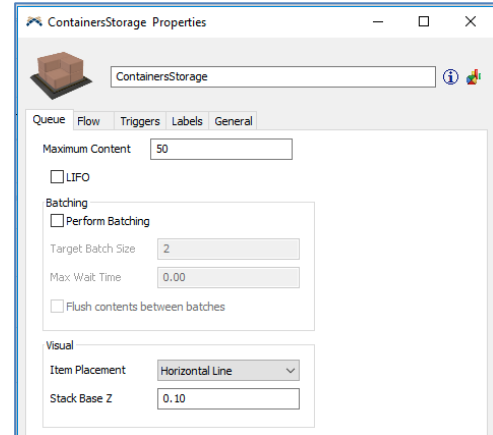 ContainersStorage Properties
ContainersStorage
Queue Flow Triggers Labels General
Maximum Content 50
LIFO
Batching
Perform Batching
Target Batch Size 2
Max Wait Time 0.00
Flush contents between batches
Visual
Item Placement Horizontal Line
Stack Base Z 0.10